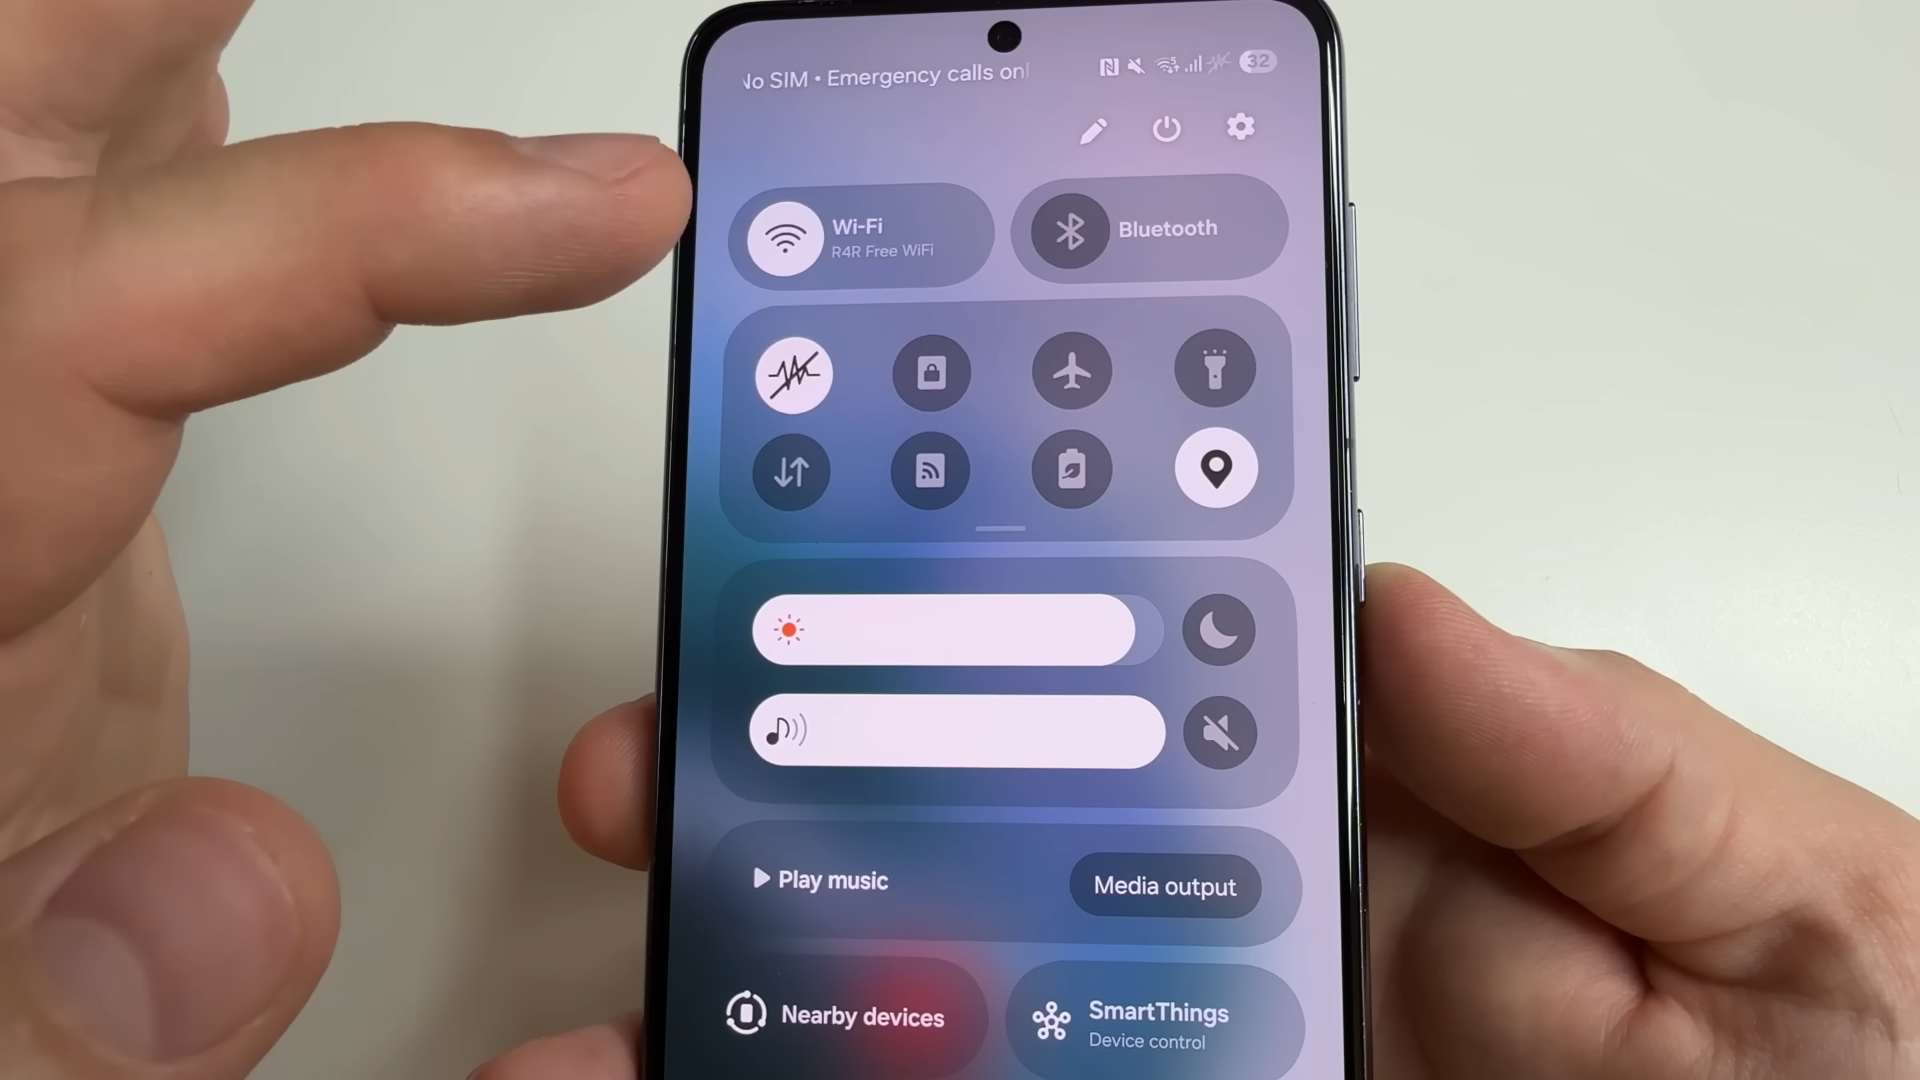 No SIM • Emergency calls onl
32
Wi-Fi
R4R Free WiFi
Bluetooth
Play music
Media output
Nearby devices
SmartThings
Device control